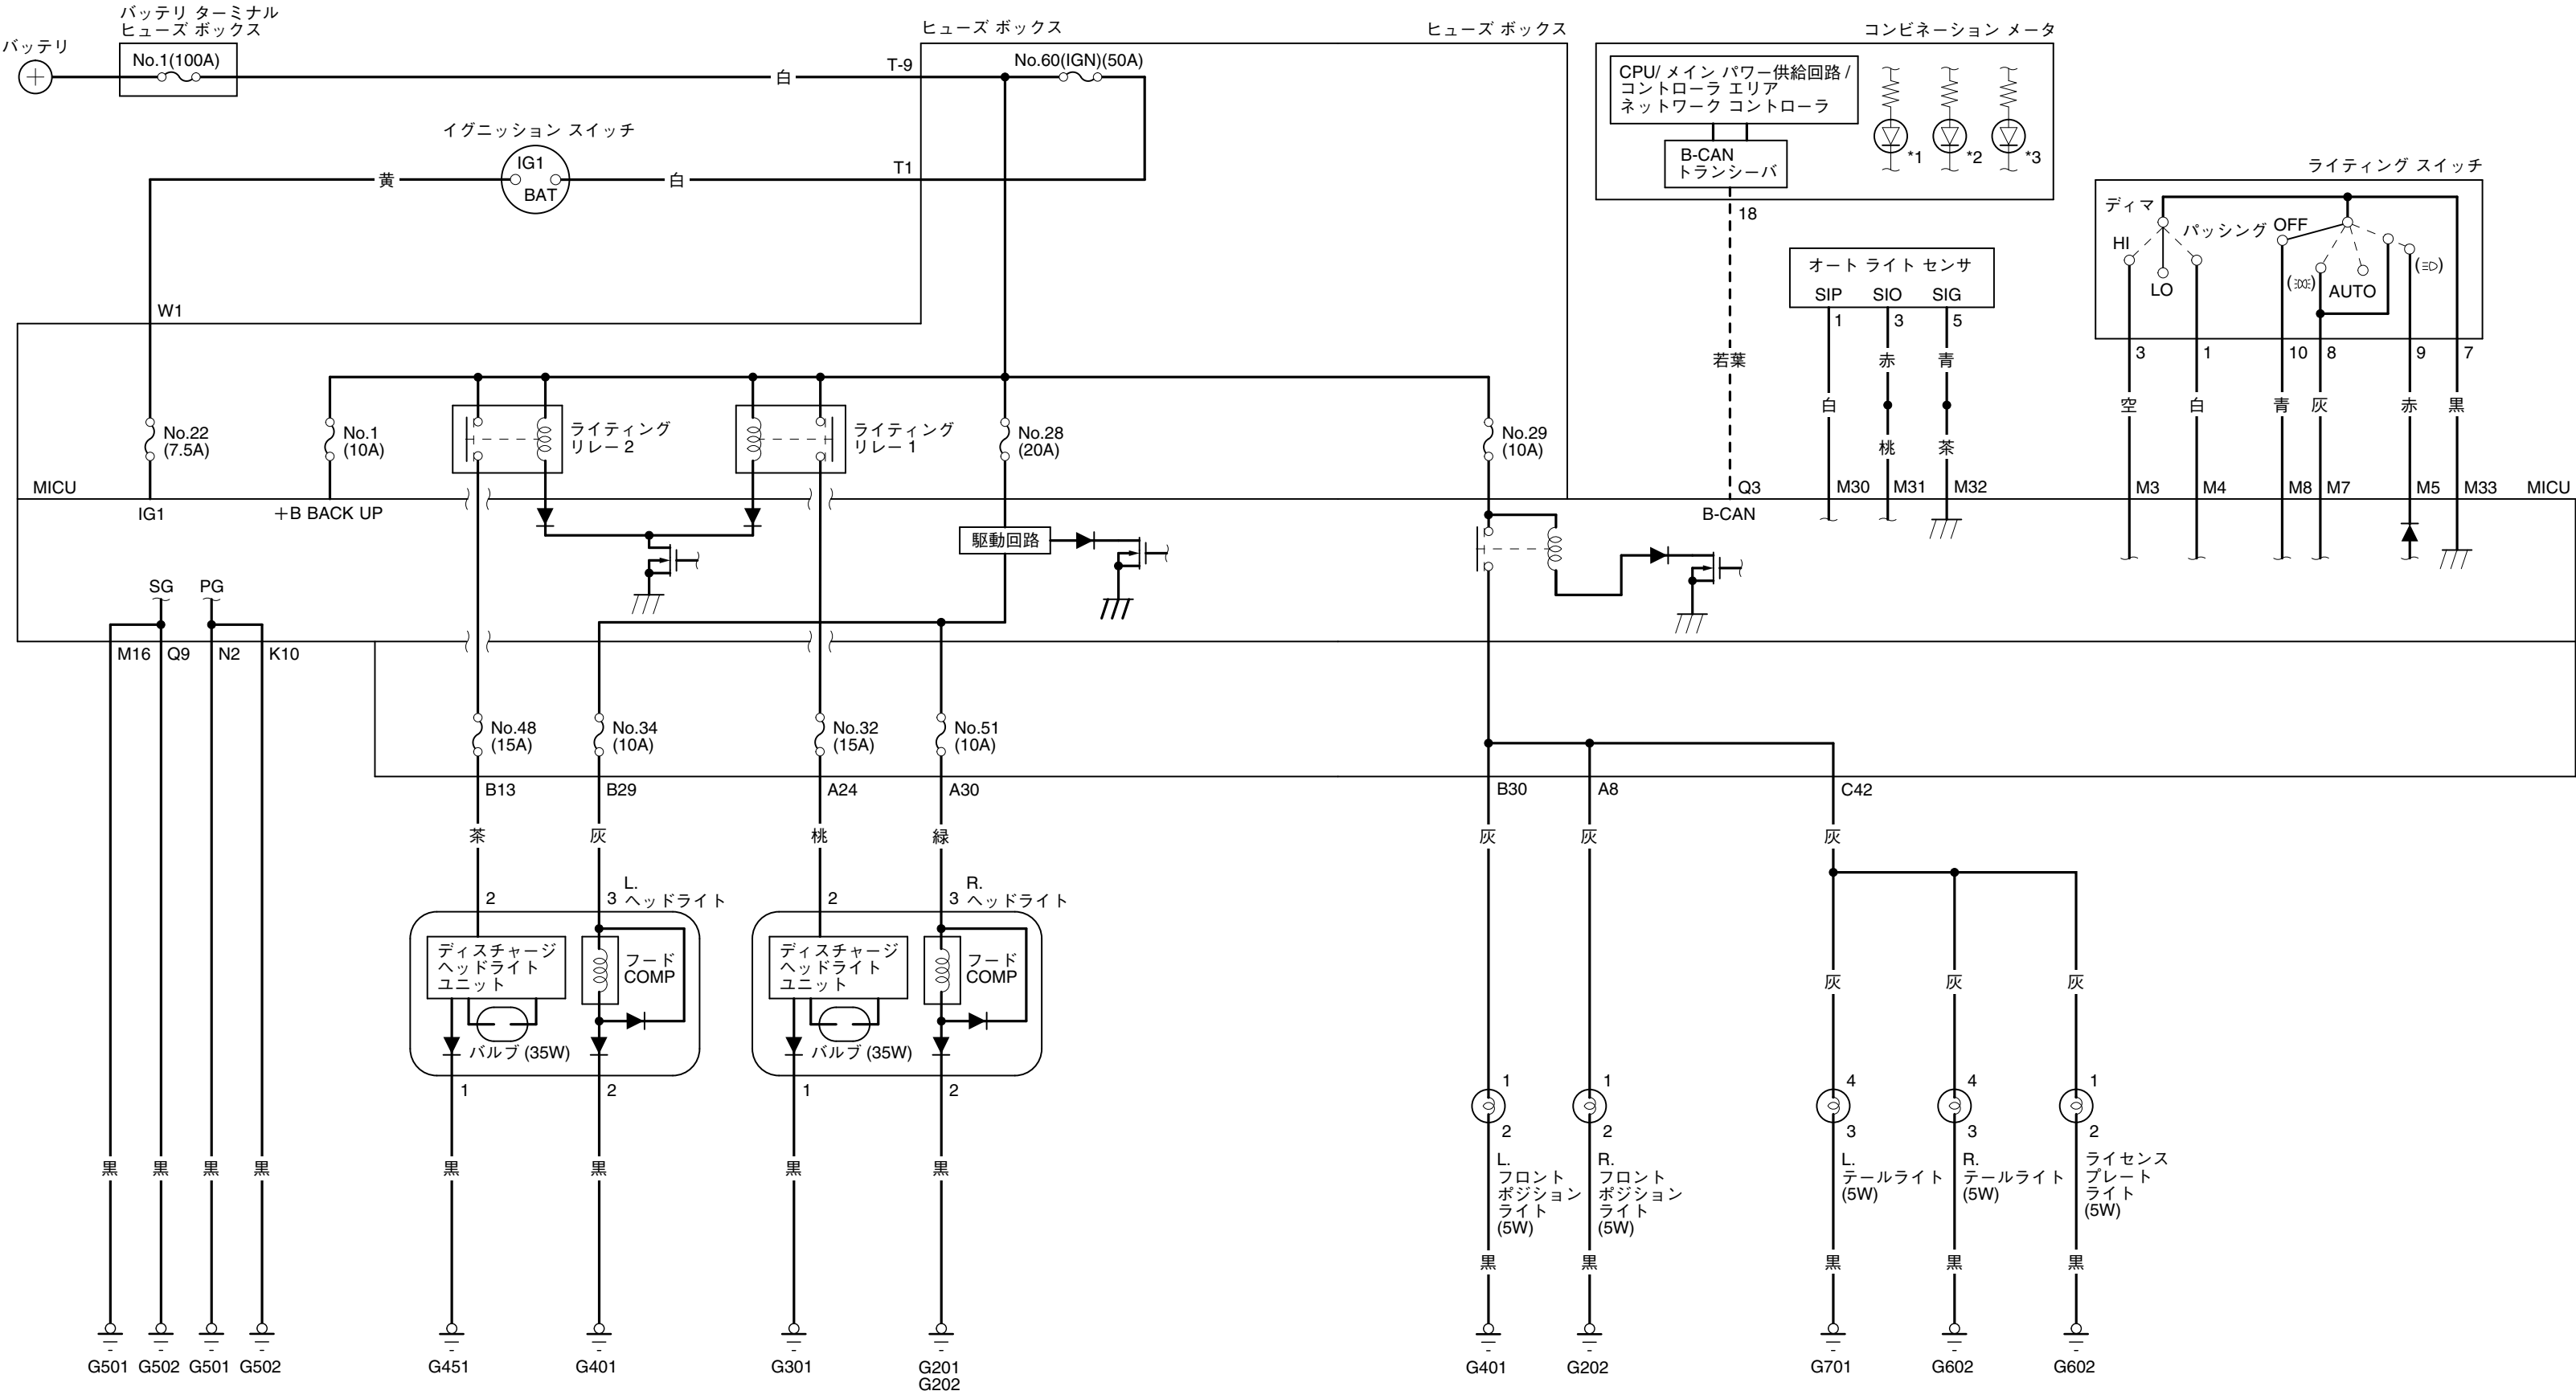 バッテリ ターミナル
ヒューズ ボックス
バッテリ
No.1(100A)
白
T-9
ヒューズ ボックス
ヒューズ ボックス
No.60(IGN)(50A)
イグニッション スイッチ
IG1
BAT
黄
白
T1
W1
コンビネーション メータ
CPU/ メイン パワー供給回路 /
コントローラ エリア
ネットワーク コントローラ
B-CAN
トランシーバ
*1
*2
*3
18
若葉
オート ライト センサ
SIP
SIO
SIG
1
3
5
白
赤
青
桃
茶
ライティング スイッチ
ディマ
HI
LO
パッシング
OFF
AUTO
3
1
10
8
9
7
空
白
青
灰
赤
黒
No.22
(7.5A)
No.1
(10A)
ライティング
リレー 2
ライティング
リレー 1
No.28
(20A)
No.29
(10A)
MICU
IG1
+B BACK UP
Q3
B-CAN
M30
M31
M32
M3
M4
M8
M7
M5
M33
MICU
駆動回路
SG
PG
M16
Q9
N2
K10
No.48
(15A)
No.34
(10A)
No.32
(15A)
No.51
(10A)
B13
B29
A24
A30
B30
A8
C42
茶
灰
桃
緑
灰
灰
灰
2
3
L.
ヘッドライト
2
3
R.
ヘッドライト
ディスチャージ
ヘッドライト
ユニット
フード
COMP
バルブ (35W)
ディスチャージ
ヘッドライト
ユニット
フード
COMP
バルブ (35W)
灰
灰
灰
1
2
1
2
1
1
4
4
1
2
2
3
3
2
L.
フロント
ポジション
ライト
(5W)
R.
フロント
ポジション
ライト
(5W)
L.
テールライト
(5W)
R.
テールライト
(5W)
ライセンス
プレート
ライト
(5W)
黒
黒
黒
黒
黒
黒
黒
黒
黒
黒
黒
黒
黒
G501
G502
G501
G502
G451
G401
G301
G201
G202
G401
G202
G701
G602
G602